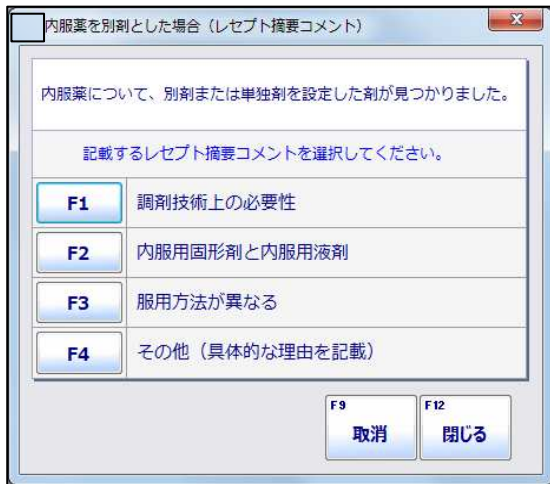 内服薬を別剤とした場合（レセプト摘要コメント）
内服薬について、別剤または単独剤を設定した剤が見つかりました。
記載するレセプト摘要コメントを選択してください。
F1 調剤技術上の必要性
F2 内服用固形剤と内服用液剤
F3 服用方法が異なる
F4 その他（具体的な理由を記載）
F9 取消
F12 閉じる